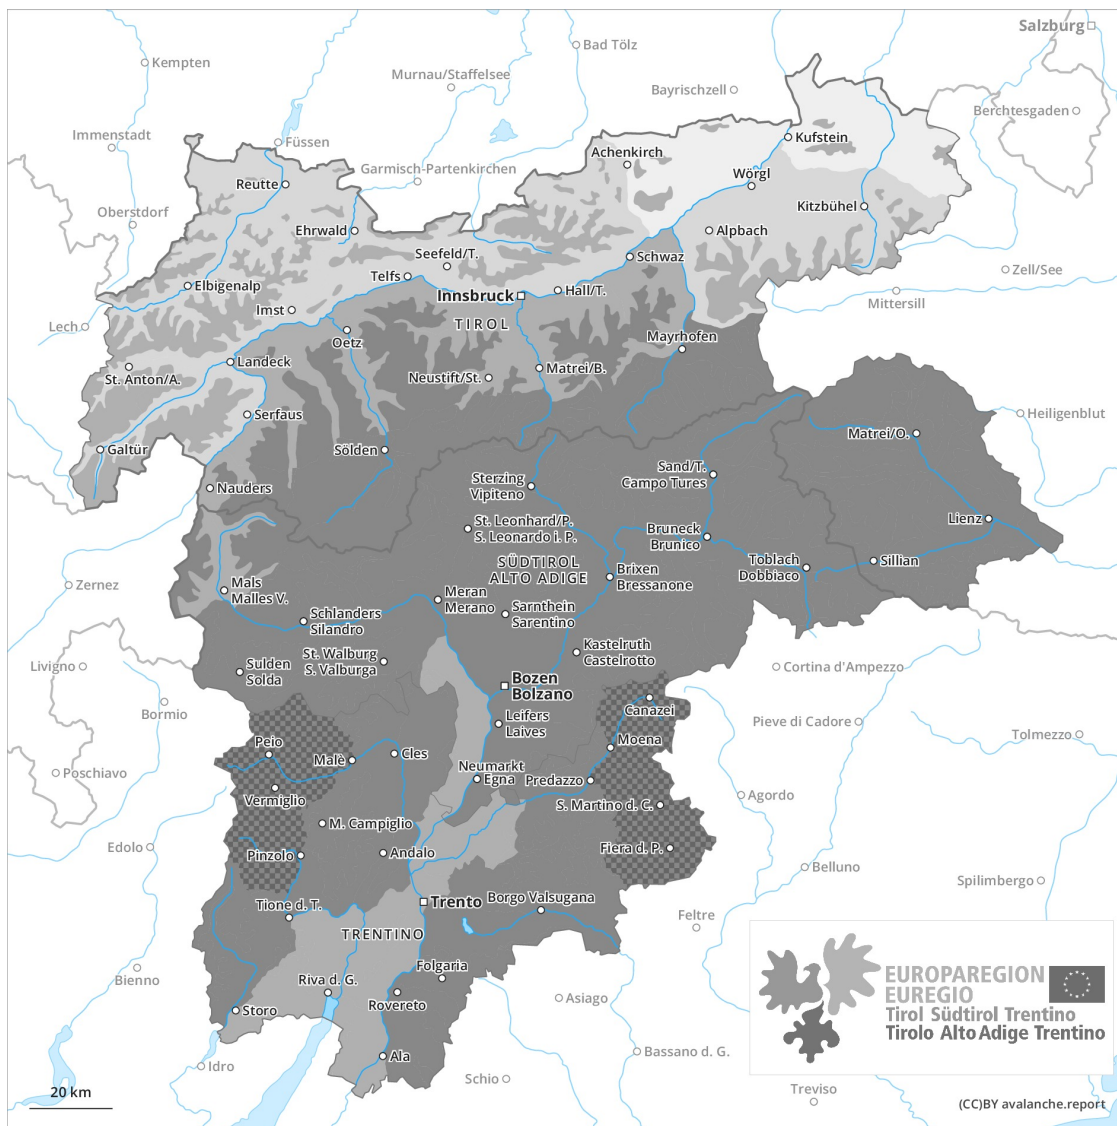 Salzburg
Bad Tölz
Kempten
Murnau/Staffelsee
Bayrischzell
Berchtesgaden
Immenstadt
Füssen
Kufstein
Achenkirch
Garmisch-Partenkirchen
Wörgl
Reutte
Kitzbühel
Oberstdorf
Ehrwald
Alpbach
Seefeld/T.
Schwaz
Telfs
Zell/See
Elbigenalp
Hall/T.
Innsbruck
Mittersill
Imst
Lech
TIROL
Oetz
Mayrhofen
Landeck
Matrei/B.
St. Anton/A.
Neustift/St.
Serfaus
Heiligenblut
Matrei/O.
Galtür
Sölden
Sand/T.
Campo Tures
Sterzing
Vipiteno
Nauders
Lienz
St. Leonhard/P.
S. Leonardo i. P.
Bruneck
Brunico
SÜDTIROL
ALTO ADIGE
Toblach
Dobbiaco
Sillian
Brixen
Bressanone
Zernez
Mals
Malles V.
Meran
Merano
Sarnthein
Sarentino
Schlanders
Silandro
Kastelruth
Castelrotto
St. Walburg
S. Valburga
Livigno
Sulden
Solda
Cortina d'Ampezzo
Bozen
Bolzano
Canazei
Bormio
Leifers
Laives
Pieve di Cadore
Tolmezzo
Peio
Moena
Cles
Malè
Poschiavo
Neumarkt
Egna
Predazzo
Vermiglio
Agordo
S. Martino d. C.
M. Campiglio
Edolo
Fiera d. P.
Pinzolo
Andalo
Belluno
Spilimbergo
Borgo Valsugana
Trento
Tione d. T.
Feltre
TRENTINO
Folgaria
Bienno
Riva d. G.
EUROPAREGION
EUREGIO
Tirol Südtirol Trentino
Tirolo Alto Adige Trentino
Asiago
Rovereto
Storo
Ala
Bassano d. G.
Idro
Schio
Treviso
20 km
(CC)BY avalanche.report